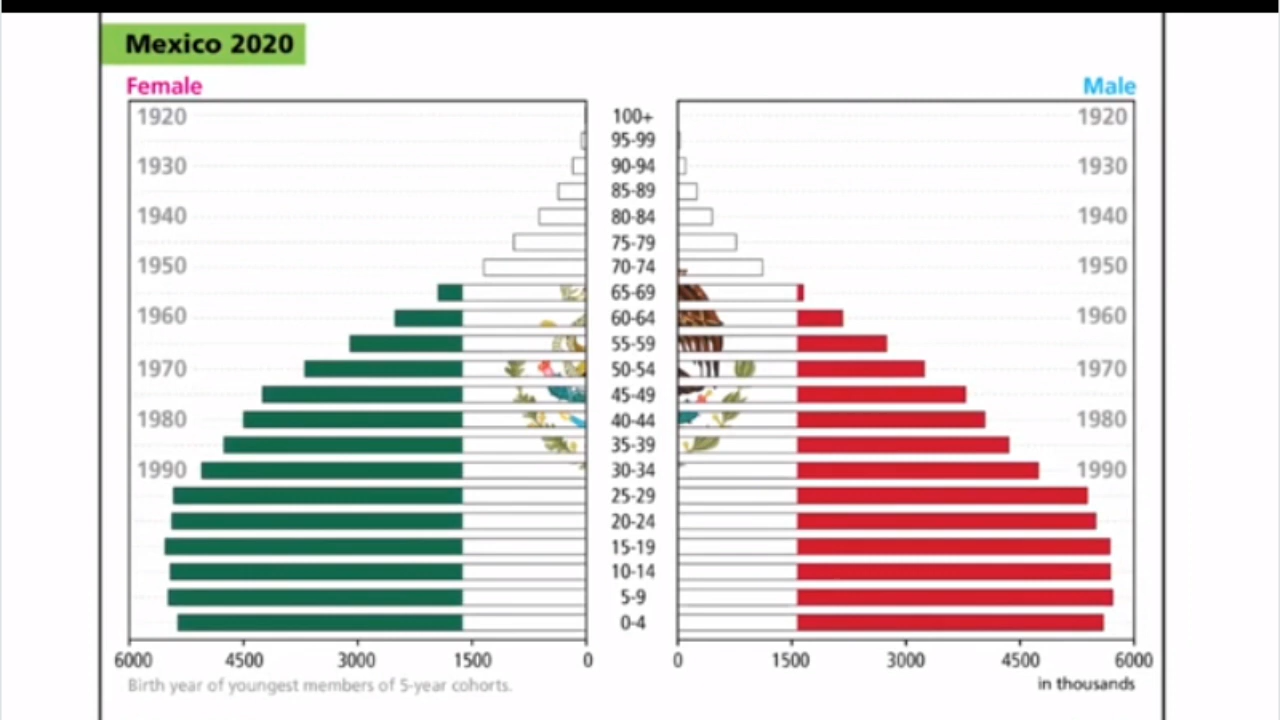 Mexico 2020
Female Male
1920 100+ 1920
95-99
1930 90-94 1930
85-89
1940 80-84 1940
75-79
1950 70-74 1950
65-69
1960 60-64 1960
55-59
1970 50-54 1970
45-49
1980 40-44 1980
35-39
1990 30-34 1990
25-29
20-24
15-19
10-14
5-9
0-4
6000 4500 3000 1500 0 0 1500 3000 4500 6000
Birth year of youngest members of 5-year cohorts. in thousands